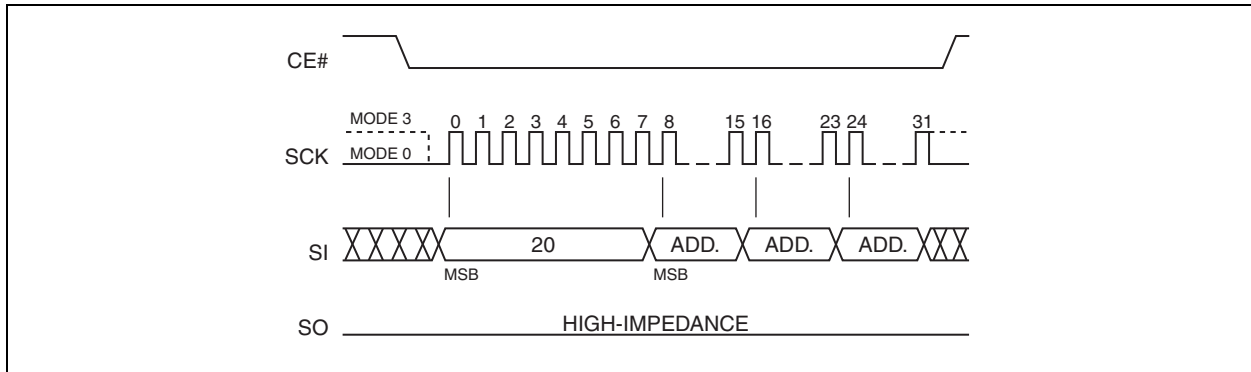 CE#
MODE 3
0 1 2 3 4 5 6 7 8 15 16 23 24 31
SCK
MODE 0
SI
20
ADD.
ADD.
ADD.
MSB
MSB
SO
HIGH-IMPEDANCE